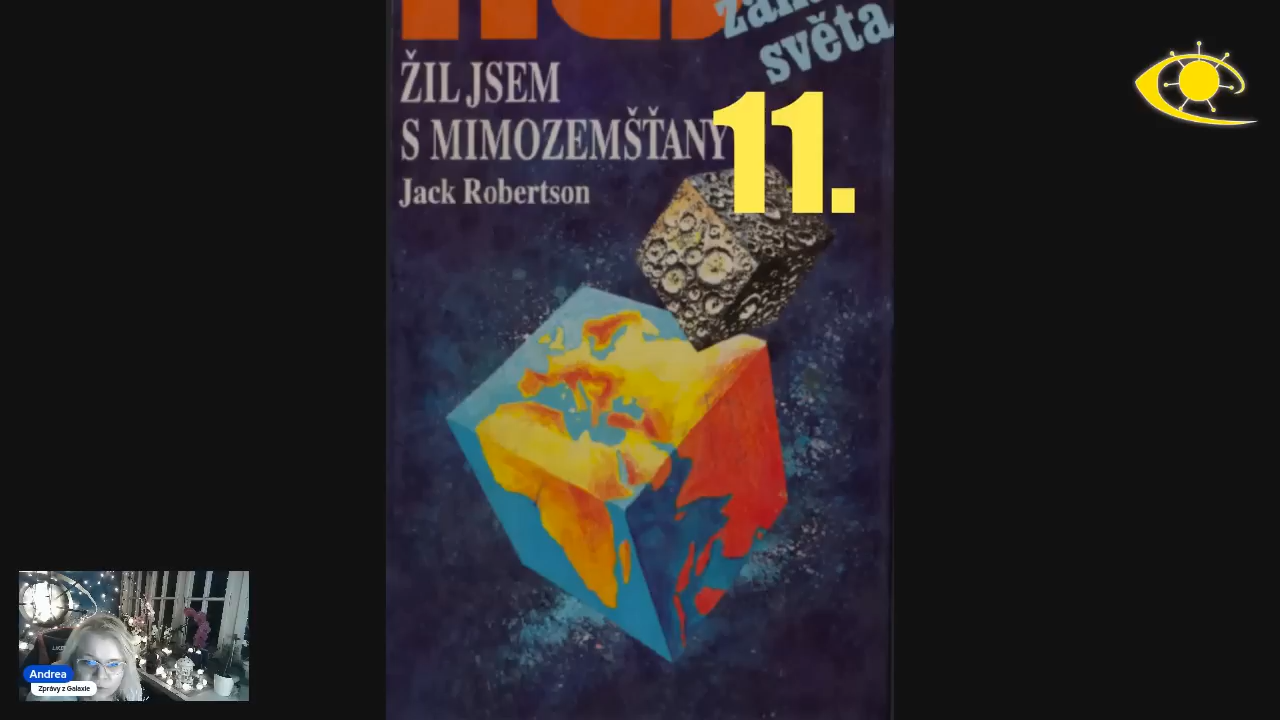 světa
ŽIL JSEM
S MIMOZEMŠŤANY
11.
Jack Robertson
Andrea
Zprávy z Galaxie